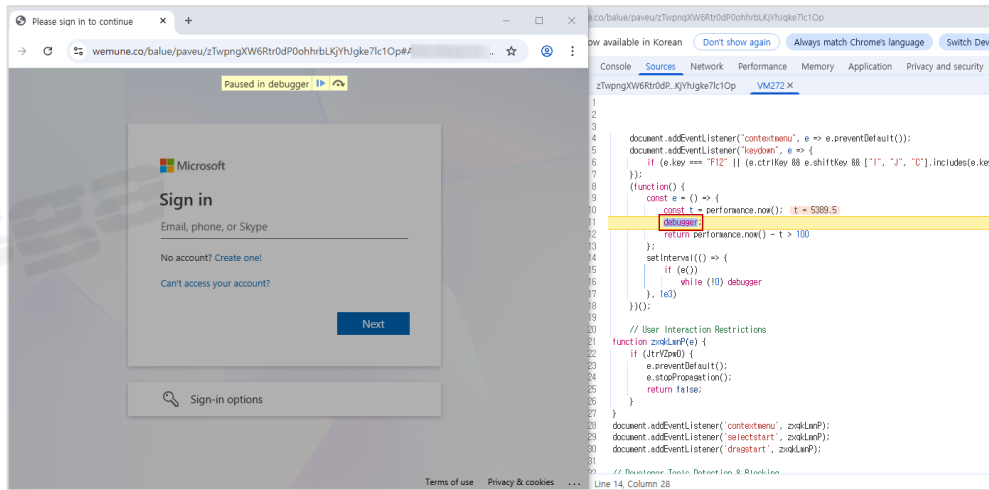 Please sign in to continue
wemune.co/balue/paveu/zTwpngXW6Rtr0dP0ohhrbLKjYhJgke7lc1Op#A
Paused in debugger
Microsoft
Sign in
Email, phone, or Skype
No account? Create one!
Can't access your account?
Next
Sign-in options
Terms of use Privacy & cookies ...
e.co/balue/paveu/zTwpngXW6Rtr0dP0ohhrbLKjYhJgke7lc1Op
ow available in Korean Don't show again Always match Chrome's language Switch Dev
Console Sources Network Performance Memory Application Privacy and security
zTwpngXW6Rtr0dP...KjYhJgke7lc1Op VM272 ×
1
2
3
4 document.addEventListener("contextmenu", e => e.preventDefault());
5 document.addEventListener("keydown", e => {
6 if (e.key === "F12" || (e.ctrlKey && e.shiftKey && ["I", "J", "C"].includes(e.ke
7 });
8 (function() {
9 const e = () => {
10 const t = performance.now(); t = 5389.5
11 debugger;
12 return performance.now() - t > 100
13 };
14 setInterval(() => {
15 if (e())
16 while (!0) debugger
17 }, 1e3)
18 })();
19
20 // User Interaction Restrictions
21 function zxqkLmnP(e) {
22 if (JtrVZpwO) {
23 e.preventDefault();
24 e.stopPropagation();
25 return false;
26 }
27 }
28 document.addEventListener('contextmenu', zxqkLmnP);
29 document.addEventListener('selectstart', zxqkLmnP);
30 document.addEventListener('dragstart', zxqkLmnP);
31
32 // Developer Tools Detection & Blocking
Line 14, Column 28